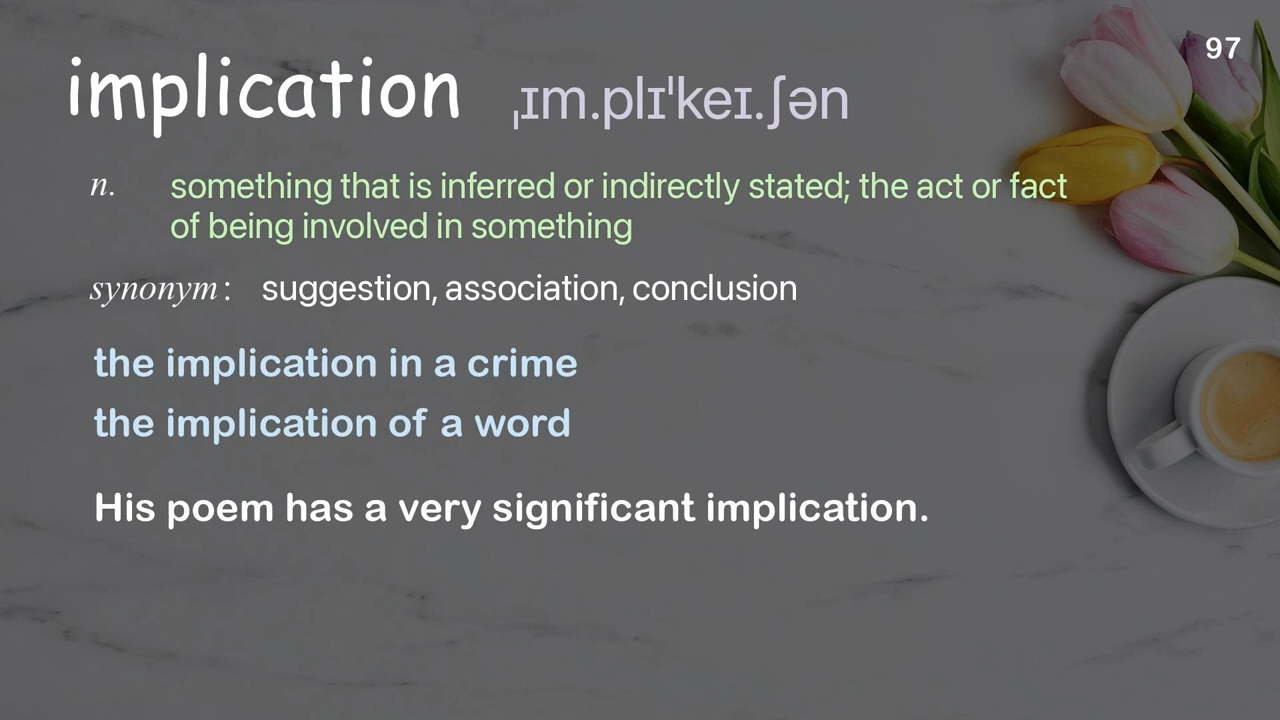 97
implication ˌɪm.plɪˈkeɪ.ʃən
n. something that is inferred or indirectly stated; the act or fact
of being involved in something
synonym: suggestion, association, conclusion
the implication in a crime
the implication of a word
His poem has a very significant implication.